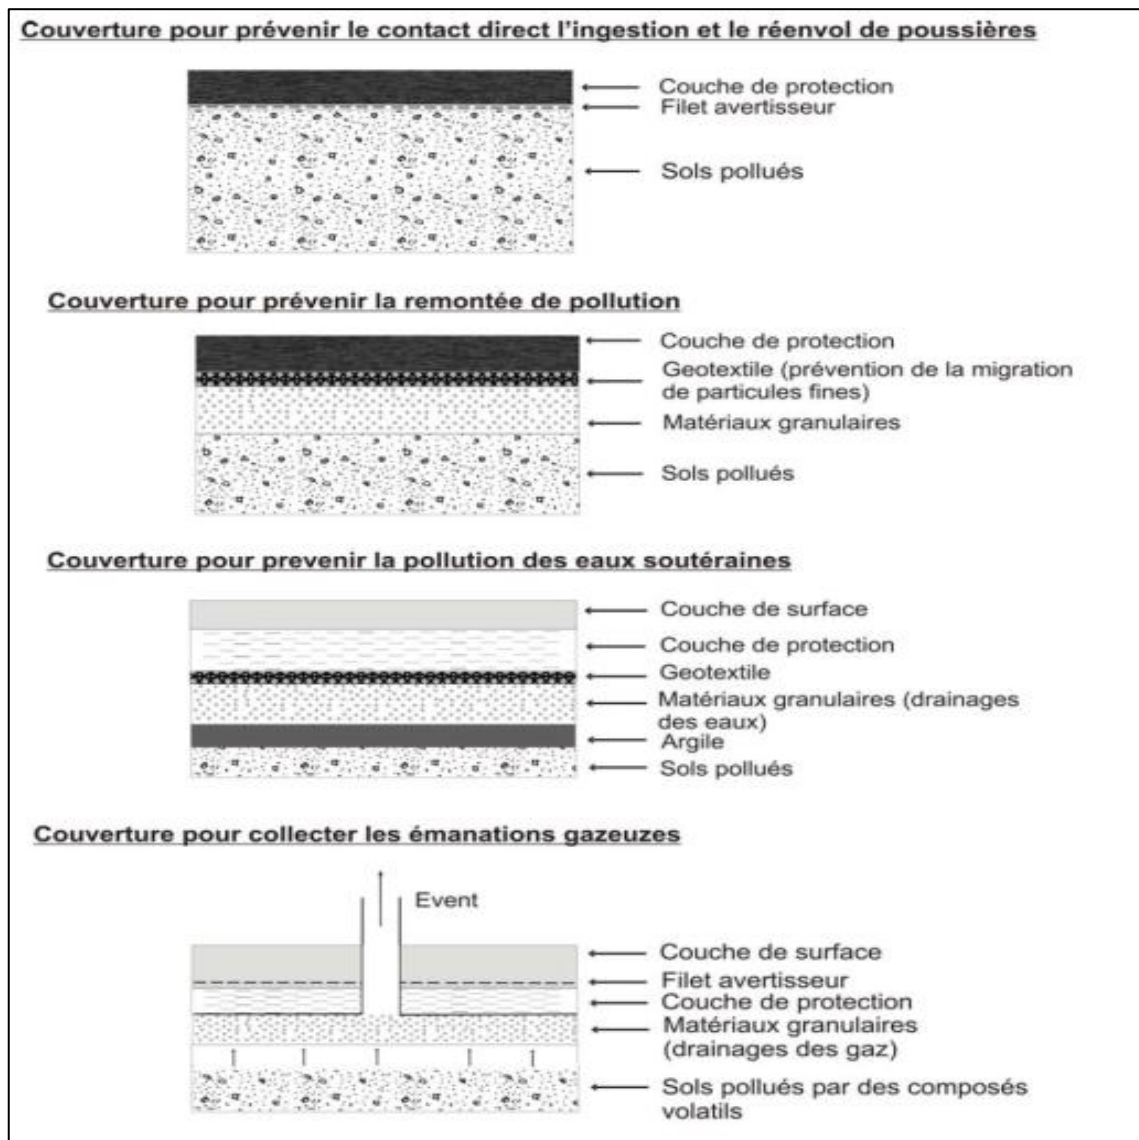 Couverture pour prévenir le contact direct l'ingestion et le réenvol de poussières
Couche de protection
Filet avertisseur
Sols pollués
Couverture pour prévenir la remontée de pollution
Couche de protection
Geotextile (prévention de la migration
de particules fines)
Matériaux granulaires
Sols pollués
Couverture pour prevenir la pollution des eaux soutéraines
Couche de surface
Couche de protection
Geotextile
Matériaux granulaires (drainages
des eaux)
Argile
Sols pollués
Couverture pour collecter les émanations gazeuzes
Event
Couche de surface
Filet avertisseur
Couche de protection
Matériaux granulaires
(drainages des gaz)
Sols pollués par des composés
volatils